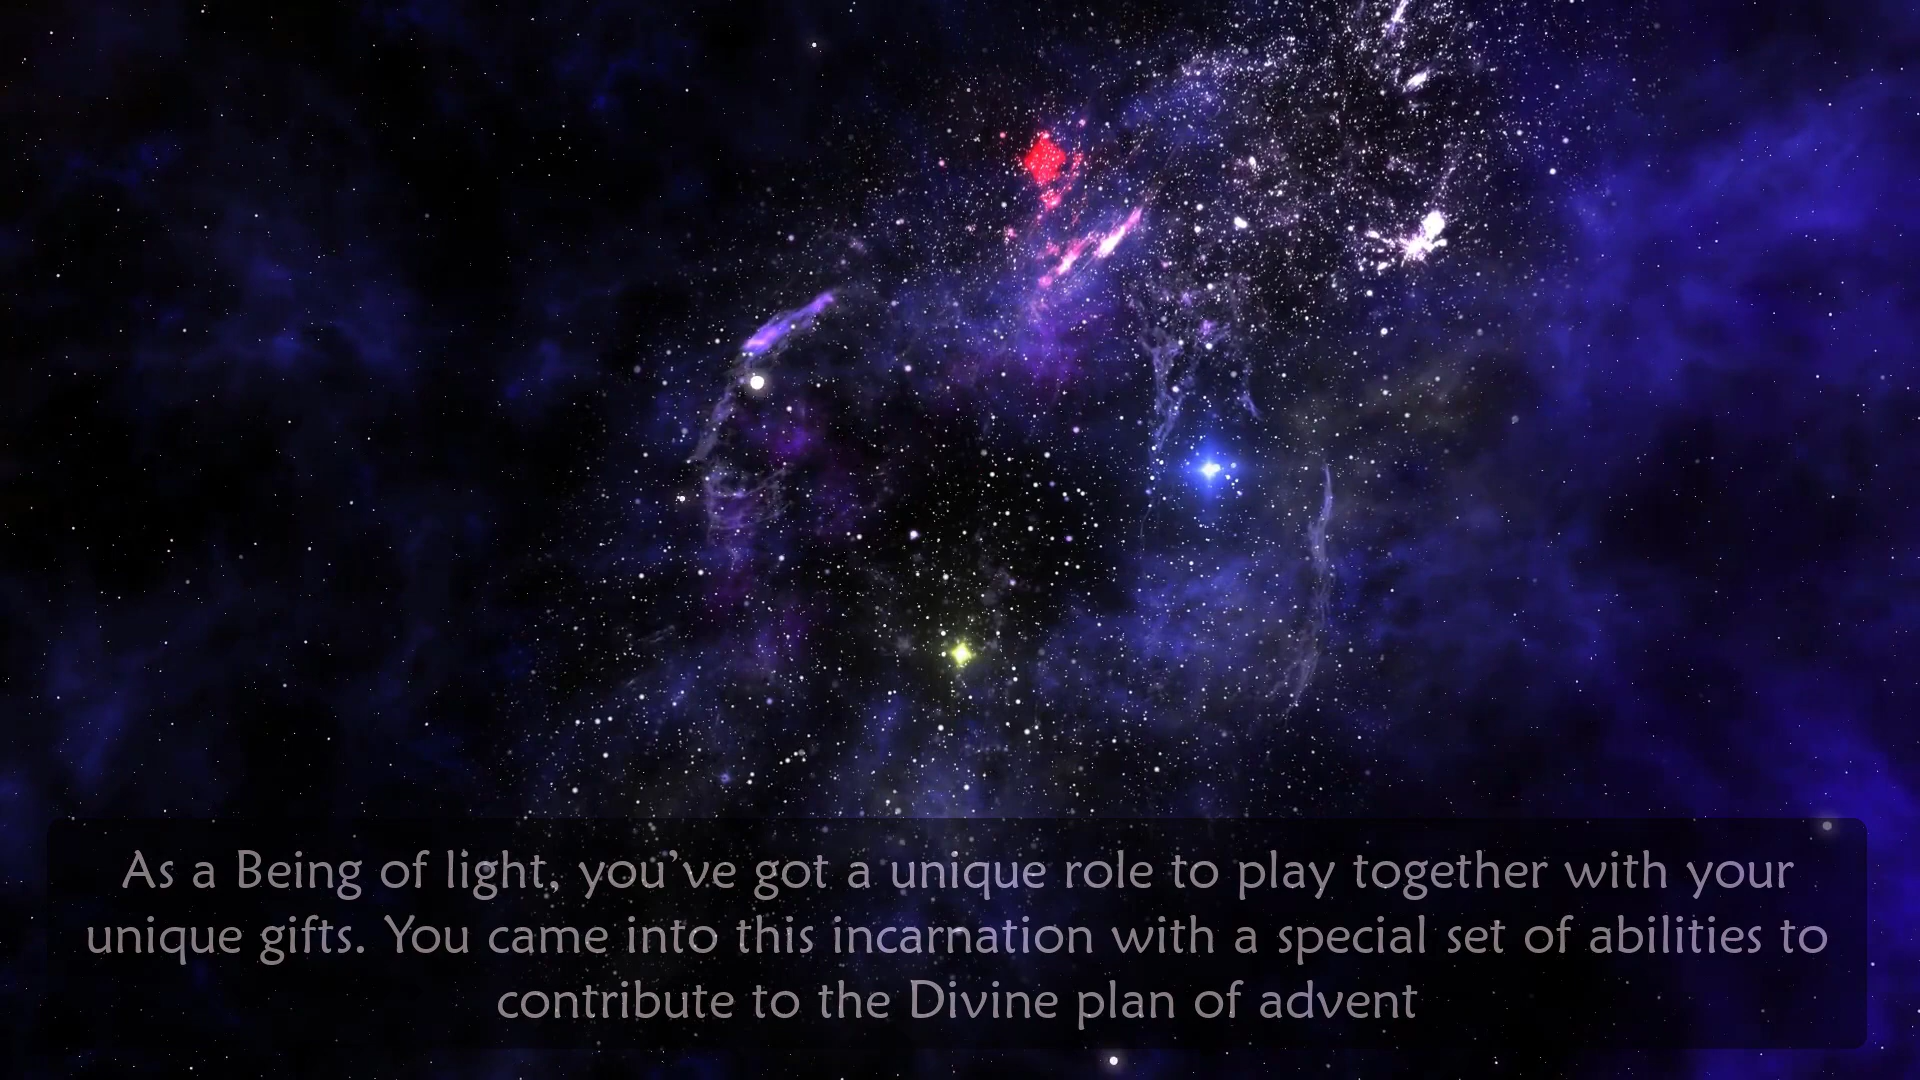 As a Being of light, you've got a unique role to play together with your
unique gifts. You came into this incarnation with a special set of abilities to
contribute to the Divine plan of advent